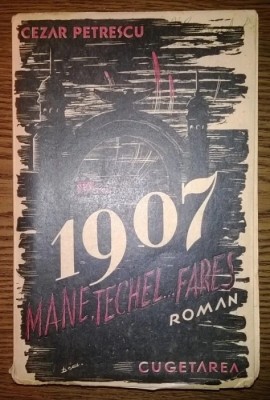 CEZAR PETRESCU
1907
MANE, TECHEL... FARES
ROMAN
CUGETAREA